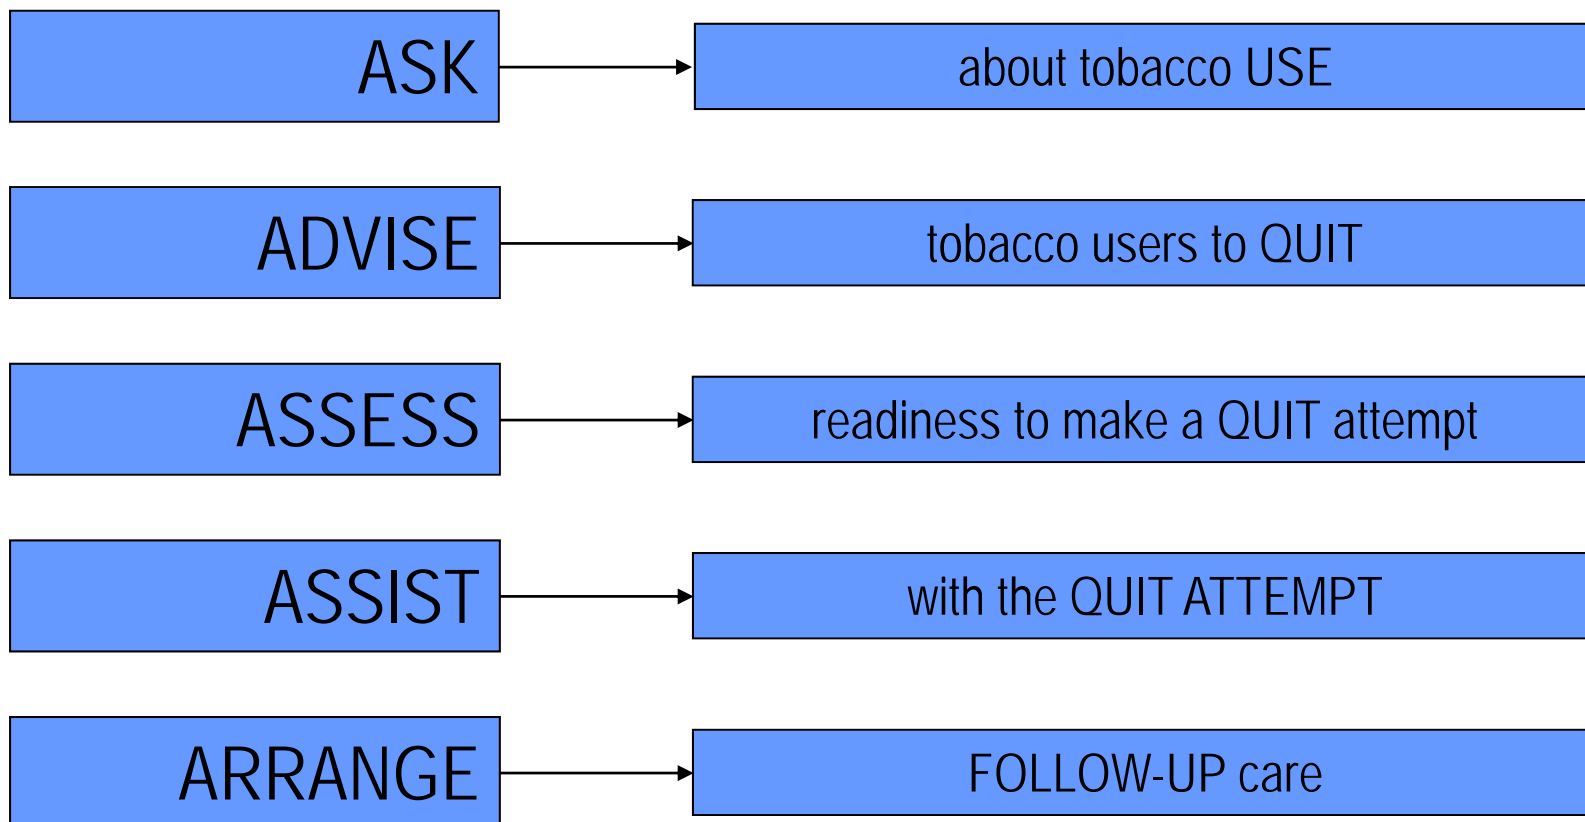 ASK
about tobacco USE
ADVISE
tobacco users to QUIT
ASSESS
readiness to make a QUIT attempt
ASSIST
with the QUIT ATTEMPT
ARRANGE
FOLLOW-UP care